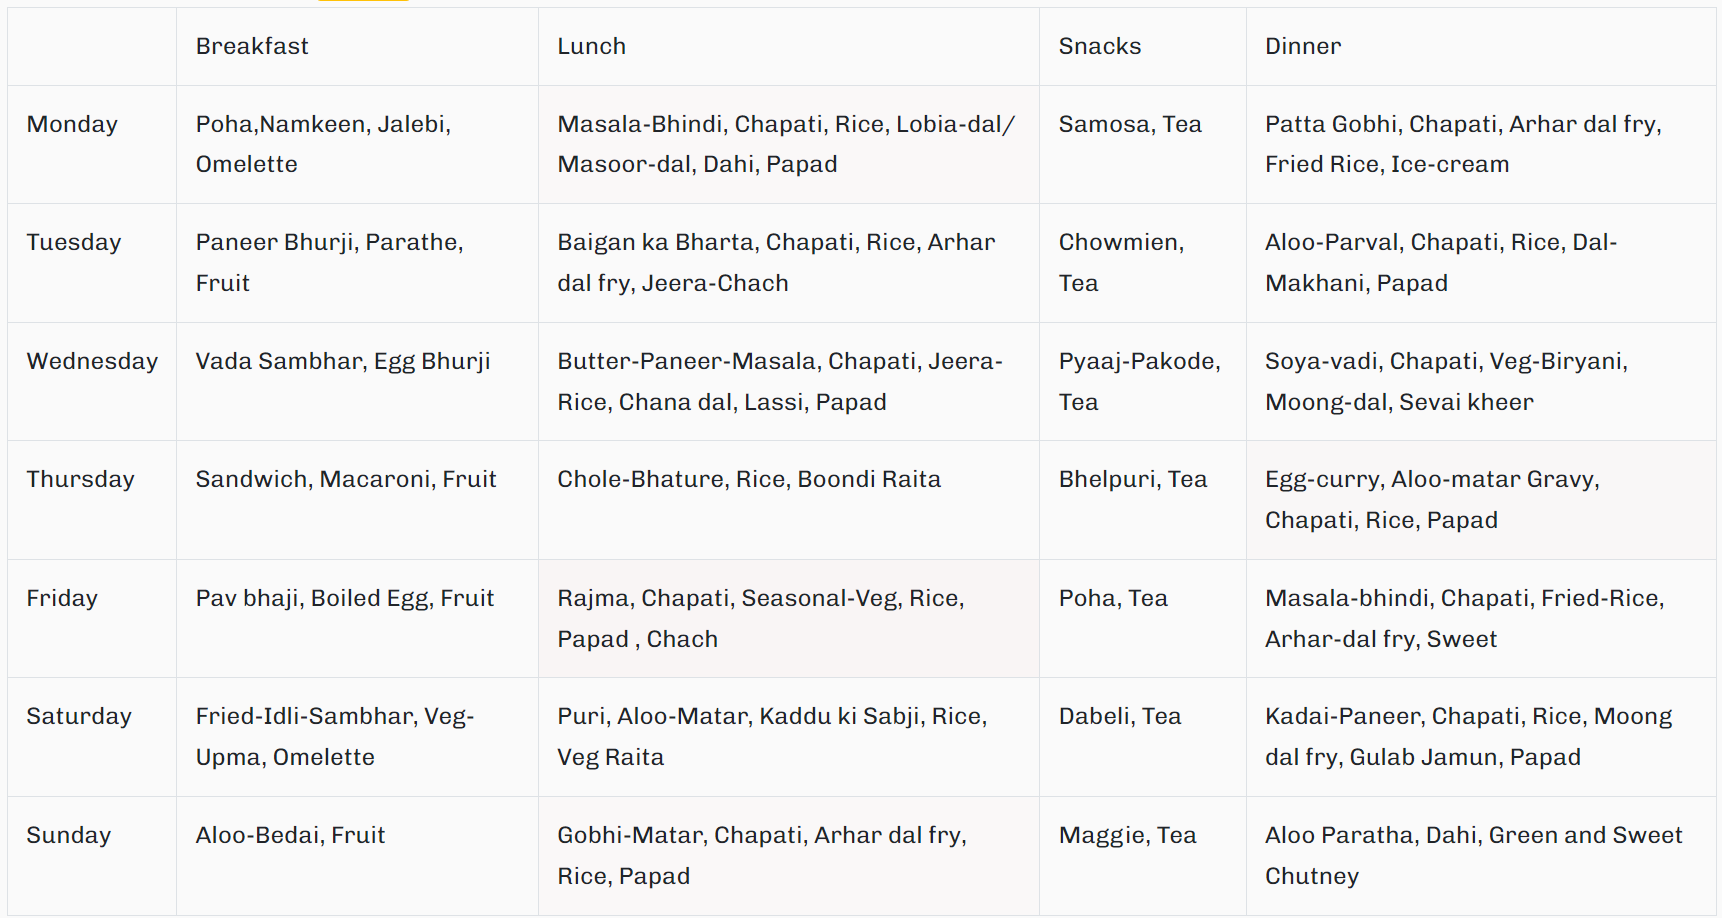 Breakfast Lunch Snacks Dinner
Monday
Poha,Namkeen, Jalebi,
Omelette
Masala-Bhindi, Chapati, Rice, Lobia-dal/
Masoor-dal, Dahi, Papad
Samosa, Tea
Patta Gobhi, Chapati, Arhar dal fry,
Fried Rice, Ice-cream
Tuesday
Paneer Bhurji, Parathe,
Fruit
Baigan ka Bharta, Chapati, Rice, Arhar
dal fry, Jeera-Chach
Chowmien,
Tea
Aloo-Parval, Chapati, Rice, Dal-
Makhani, Papad
Wednesday
Vada Sambhar, Egg Bhurji
Butter-Paneer-Masala, Chapati, Jeera-
Rice, Chana dal, Lassi, Papad
Pyaaj-Pakode,
Tea
Soya-vadi, Chapati, Veg-Biryani,
Moong-dal, Sevai kheer
Thursday
Sandwich, Macaroni, Fruit
Chole-Bhature, Rice, Boondi Raita
Bhelpuri, Tea
Egg-curry, Aloo-matar Gravy,
Chapati, Rice, Papad
Friday
Pav bhaji, Boiled Egg, Fruit
Rajma, Chapati, Seasonal-Veg, Rice,
Papad , Chach
Poha, Tea
Masala-bhindi, Chapati, Fried-Rice,
Arhar-dal fry, Sweet
Saturday
Fried-Idli-Sambhar, Veg-
Upma, Omelette
Puri, Aloo-Matar, Kaddu ki Sabji, Rice,
Veg Raita
Dabeli, Tea
Kadai-Paneer, Chapati, Rice, Moong
dal fry, Gulab Jamun, Papad
Sunday
Aloo-Bedai, Fruit
Gobhi-Matar, Chapati, Arhar dal fry,
Rice, Papad
Maggie, Tea
Aloo Paratha, Dahi, Green and Sweet
Chutney